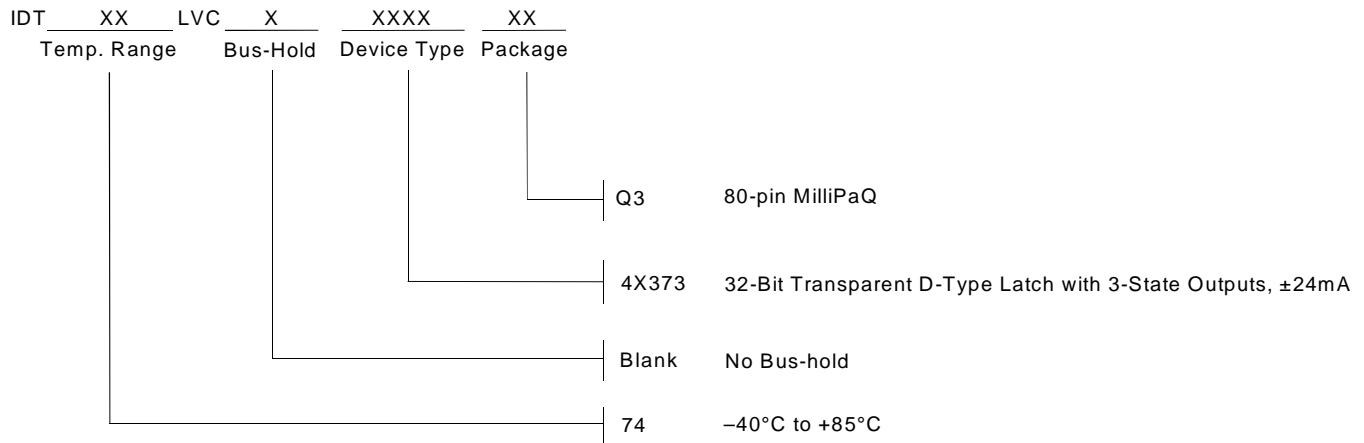 IDT XX LVC X XXXX XX
Temp. Range Bus-Hold Device Type Package
Q3 80-pin MilliPaQ
4X373 32-Bit Transparent D-Type Latch with 3-State Outputs, ±24mA
Blank No Bus-hold
74 –40°C to +85°C